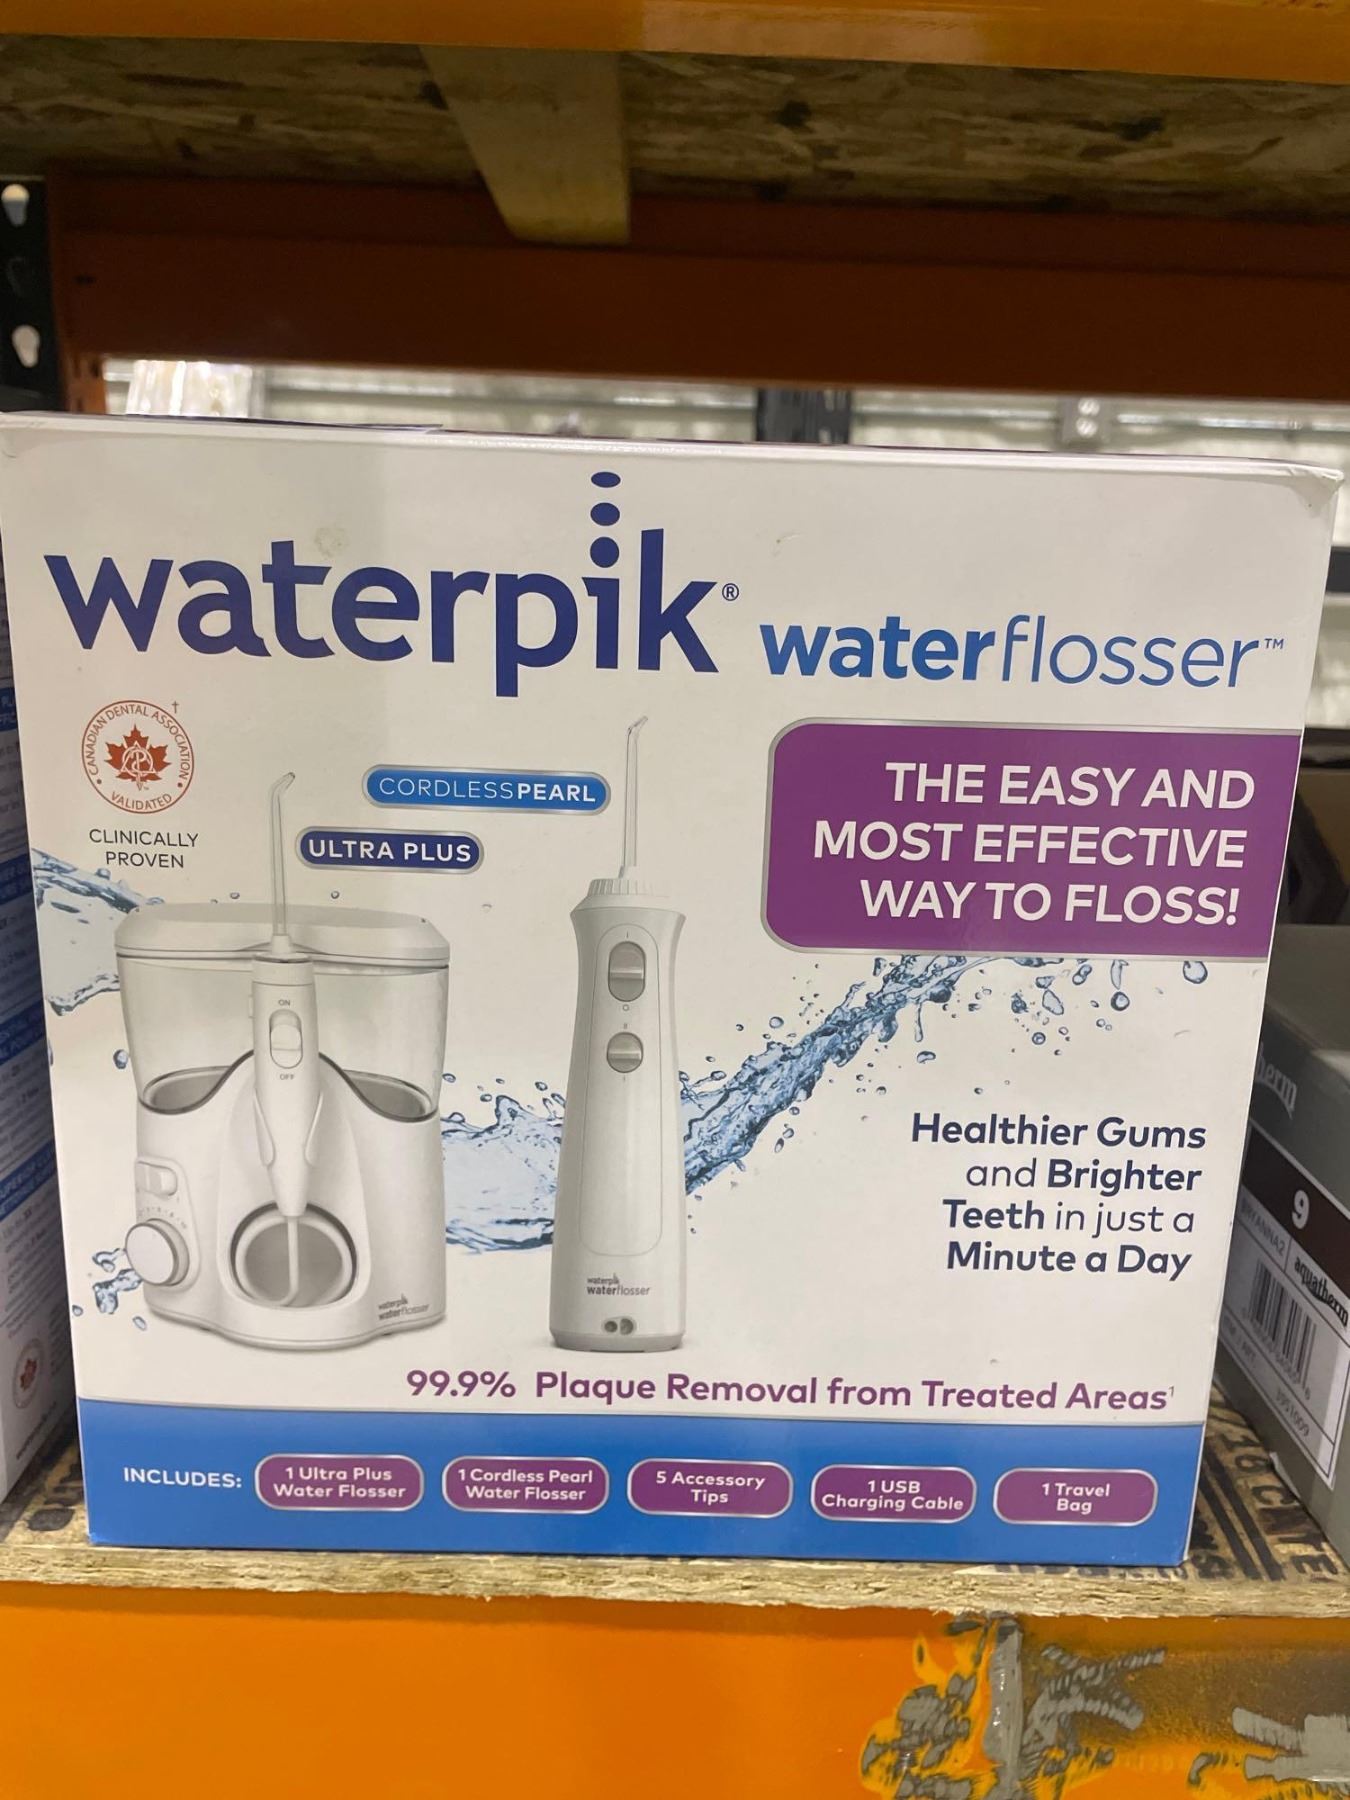 waterpik® waterflosser™
CANADIAN DENTAL ASSOCIATION †
VALIDATED
CLINICALLY
PROVEN
CORDLESSPEARL
ULTRA PLUS
THE EASY AND
MOST EFFECTIVE
WAY TO FLOSS!
ON
OFF
Healthier Gums
and Brighter
Teeth in just a
Minute a Day
waterpik
waterflosser
waterpik
waterflosser
99.9% Plaque Removal from Treated Areas¹
INCLUDES:
1 Ultra Plus
Water Flosser
1 Cordless Pearl
Water Flosser
5 Accessory
Tips
1 USB
Charging Cable
1 Travel
Bag
9
aquatherm